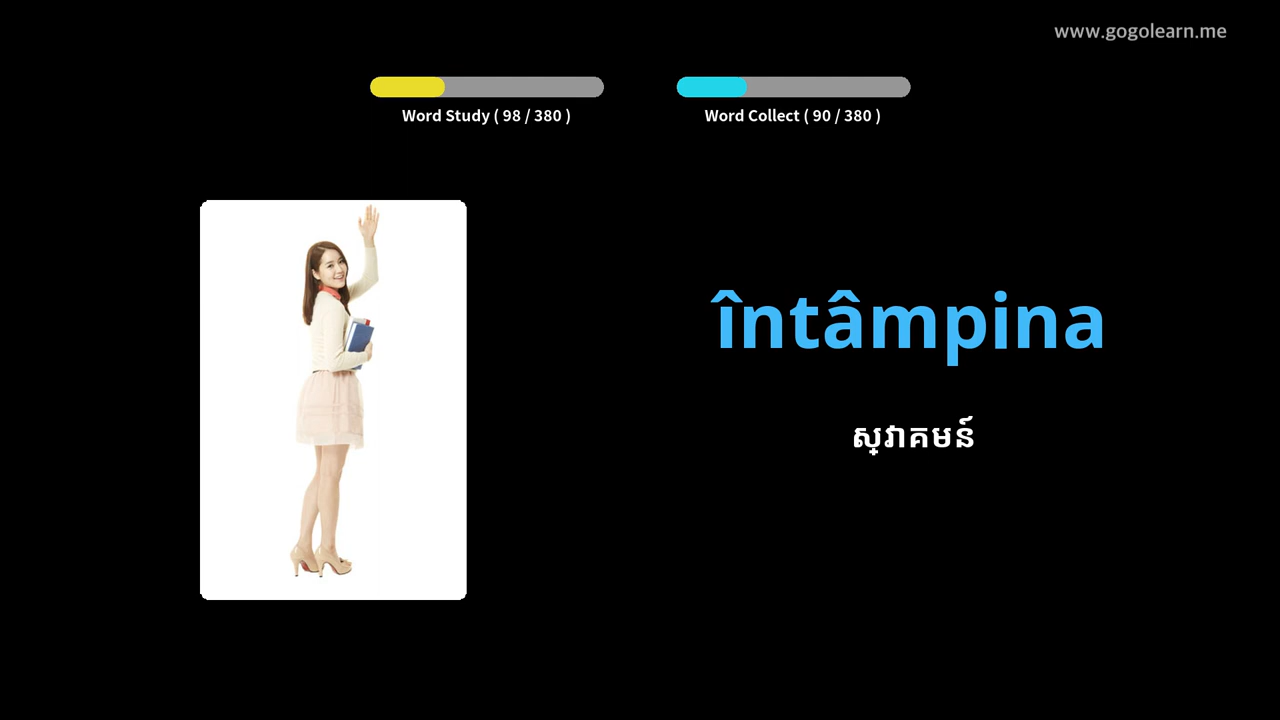 www.gogolearn.me
Word Study ( 98 / 380 )
Word Collect ( 90 / 380 )
întâmpina
ស្វាគមន៍